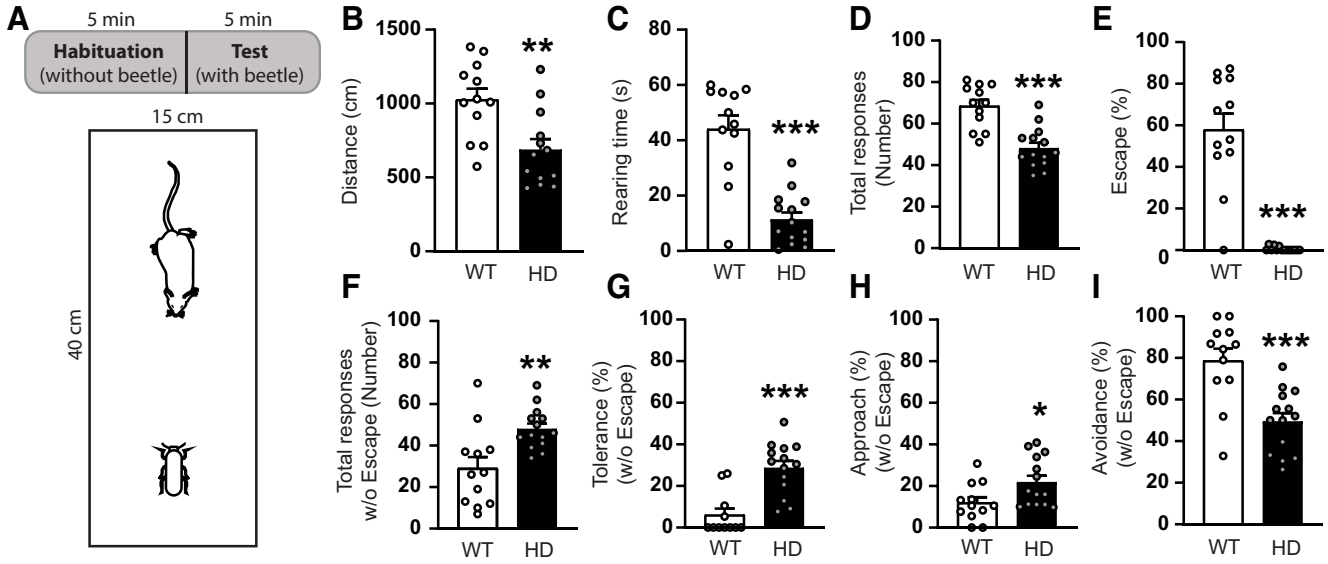 A
5 min
5 min
Habituation
(without beetle)
Test
(with beetle)
15 cm
40 cm
B
Distance (cm)
1500
1000
500
0
**
WT
HD
C
Rearing time (s)
80
60
40
20
0
***
WT
HD
D
Total responses
(Number)
100
80
60
40
20
0
***
WT
HD
E
Escape (%)
100
80
60
40
20
0
***
WT
HD
F
Total responses
w/o Escape (Number)
100
80
60
40
20
0
**
WT
HD
G
Tolerance (%)
(w/o Escape)
100
80
60
40
20
0
***
WT
HD
H
Approach (%)
(w/o Escape)
100
80
60
40
20
0
*
WT
HD
I
Avoidance (%)
(w/o Escape)
100
80
60
40
20
0
***
WT
HD